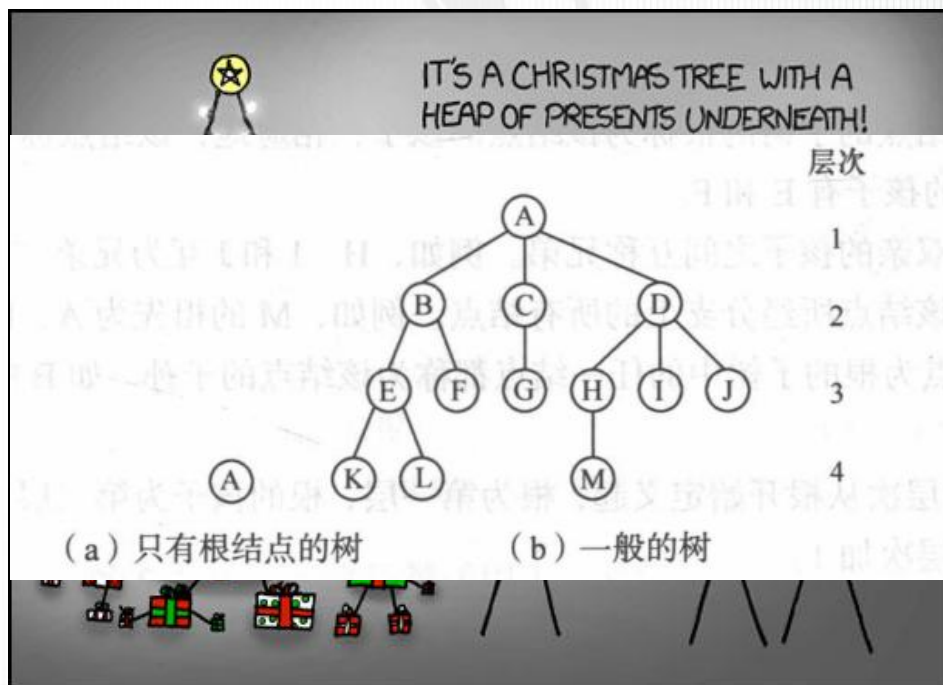 IT'S A CHRISTMAS TREE WITH A
HEAP OF PRESENTS UNDERNEATH!
层次
A
1
B C D
2
E F G H I J
3
A K L M
4
(a)只有根结点的树 (b)一般的树